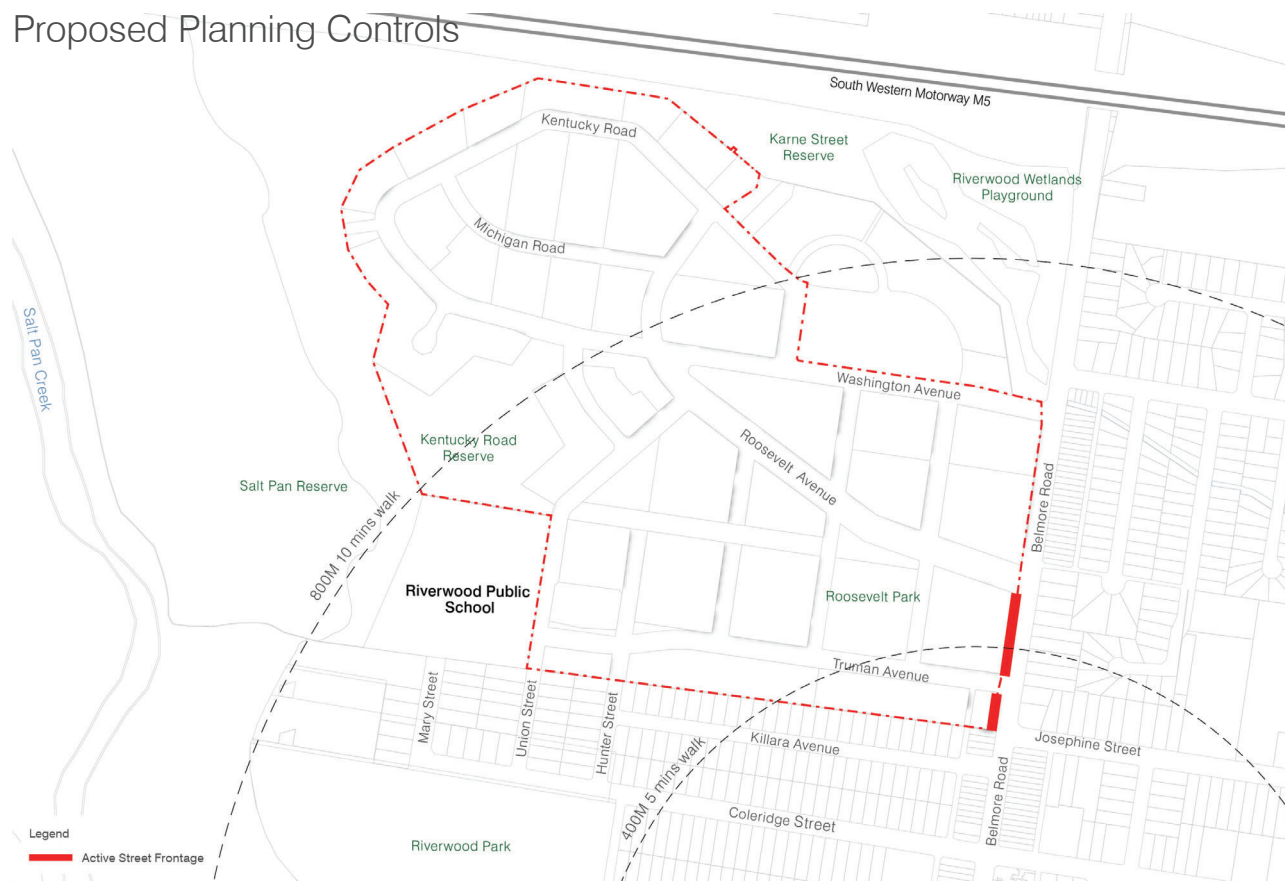 Proposed Planning Controls
South Western Motorway M5
Kentucky Road
Karne Street
Reserve
Riverwood Wetlands
Playground
Michigan Road
Salt Pan Creek
Washington Avenue
Kentucky Road
Reserve
Roosevelt Avenue
Salt Pan Reserve
Belmore Road
800M 10 mins walk
Riverwood Public
School
Roosevelt Park
Truman Avenue
Mary Street
Union Street
Hunter Street
Killara Avenue
Josephine Street
400M 5 mins walk
Belmore Road
Coleridge Street
Riverwood Park
Legend
Active Street Frontage